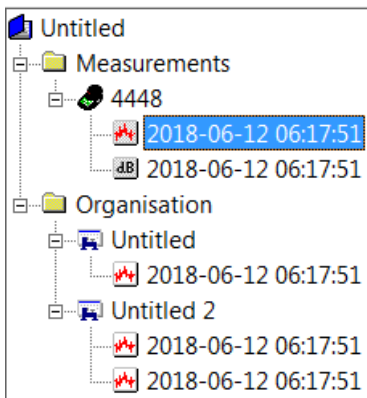 Untitled
Measurements
4448
2018-06-12 06:17:51
dB 2018-06-12 06:17:51
Organisation
Untitled
2018-06-12 06:17:51
Untitled 2
2018-06-12 06:17:51
2018-06-12 06:17:51